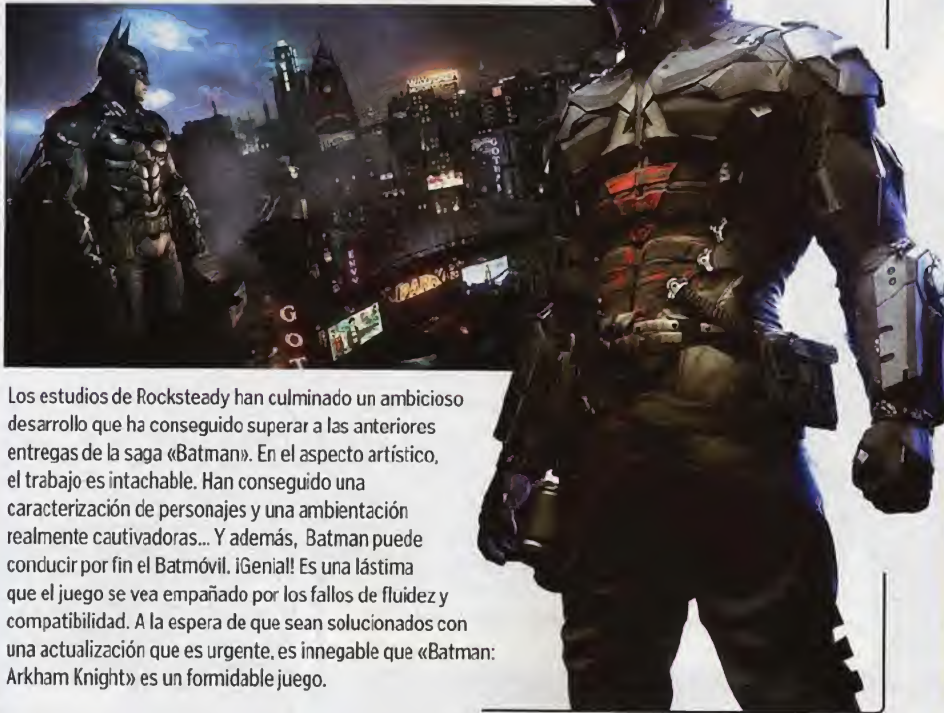 GOTH
ENVY
PARK
GOT
Los estudios de Rocksteady han culminado un ambicioso
desarrollo que ha conseguido superar a las anteriores
entregas de la saga «Batman». En el aspecto artístico,
el trabajo es intachable. Han conseguido una
caracterización de personajes y una ambientación
realmente cautivadoras... Y además, Batman puede
conducir por fin el Batmóvil. ¡Genial! Es una lástima
que el juego se vea empañado por los fallos de fluidez y
compatibilidad. A la espera de que sean solucionados con
una actualización que es urgente, es innegable que «Batman:
Arkham Knight» es un formidable juego.